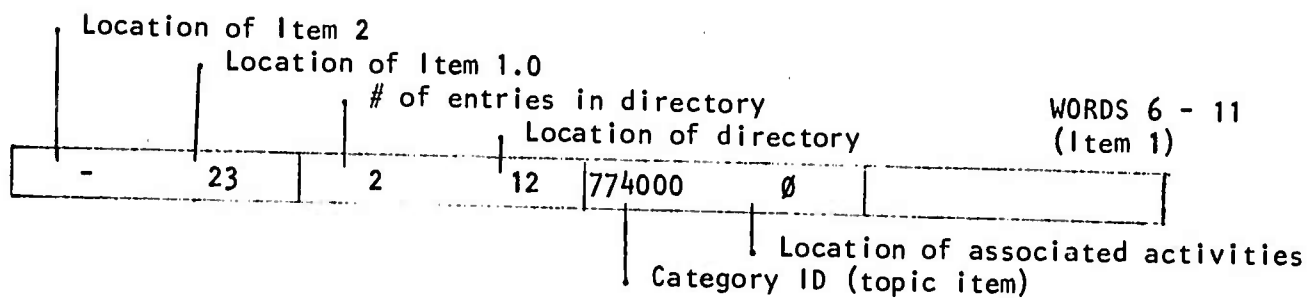 Location of Item 2
Location of Item 1.0
# of entries in directory
WORDS 6 - 11
Location of directory
(Item 1)
- 23 2 12 774000 Ø
Location of associated activities
Category ID (topic item)